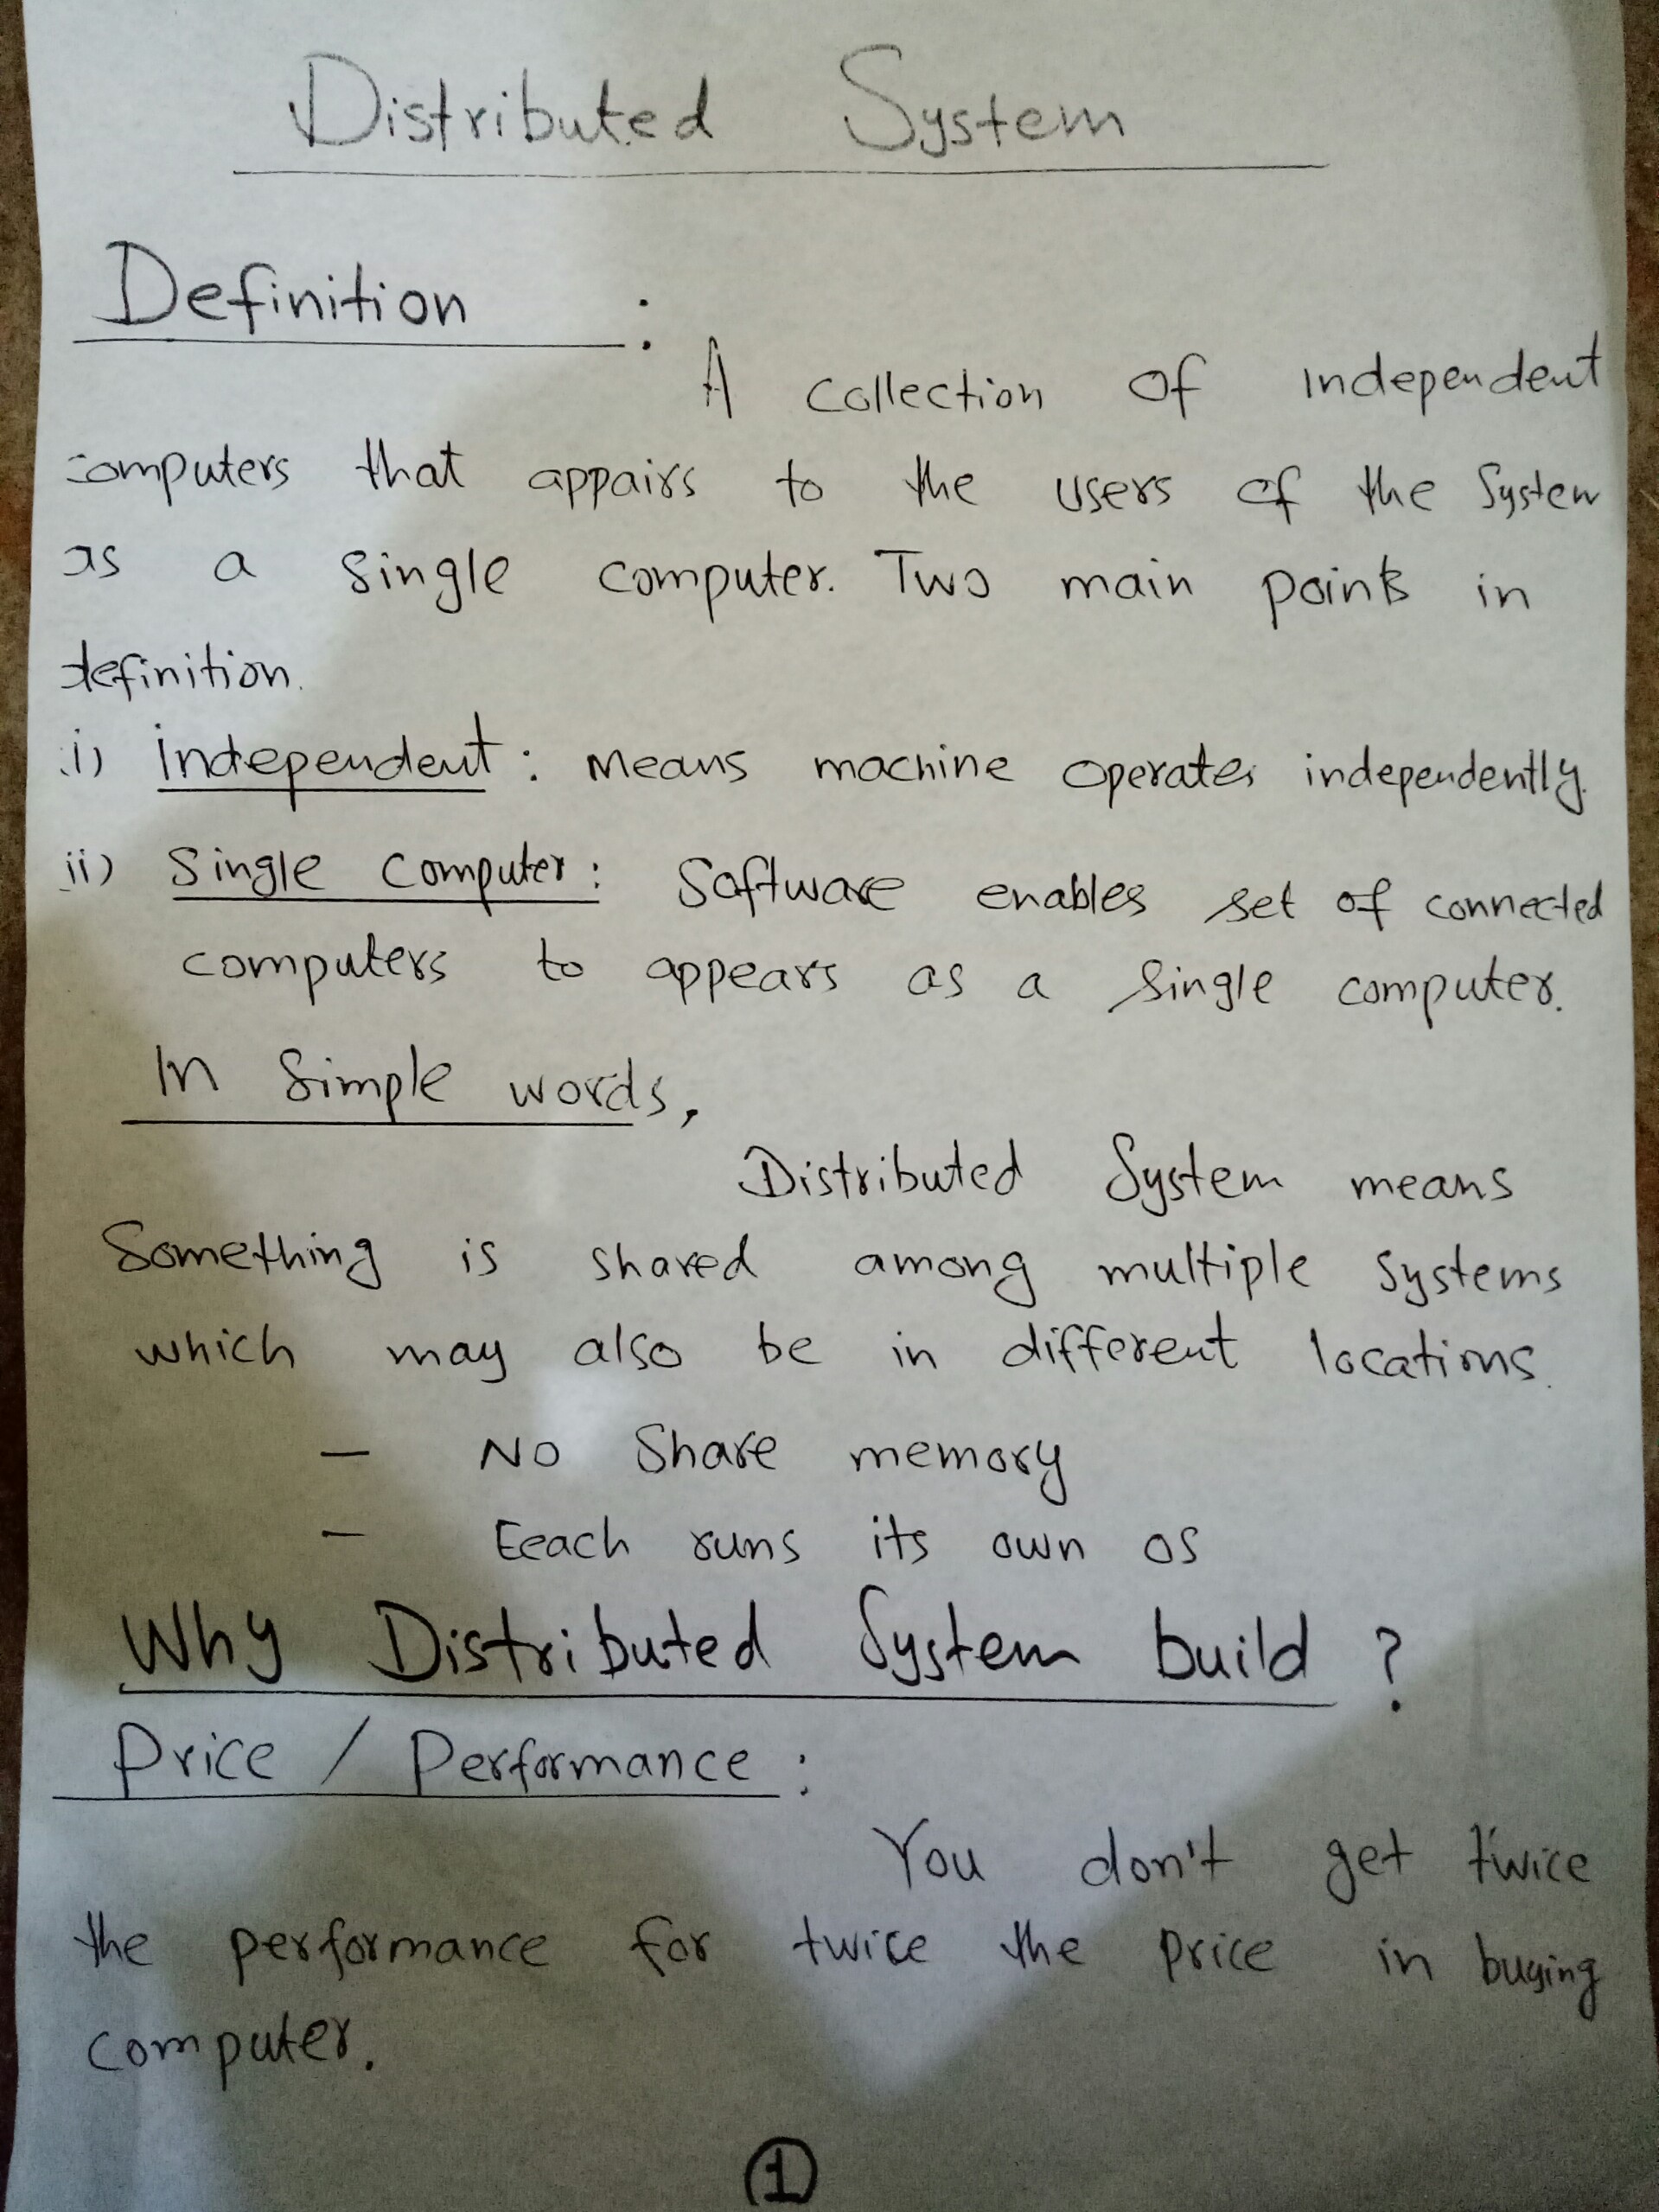 Distributed System
Definition :
A collection of independent
computers that appairs to the users of the System
as a single computer. Two main points in
definition.
i) independent : Means machine operates independently.
ii) Single computer : Software enables set of connected
computers to appears as a single computer.
In Simple words,
Distributed System means
Something is shared among multiple systems
which may also be in different locations.
— No Share memory
— Eeach runs its own os
Why Distributed System build ?
Price / Performance :
You don't get twice
the performance for twice the price in buying
computer.
1